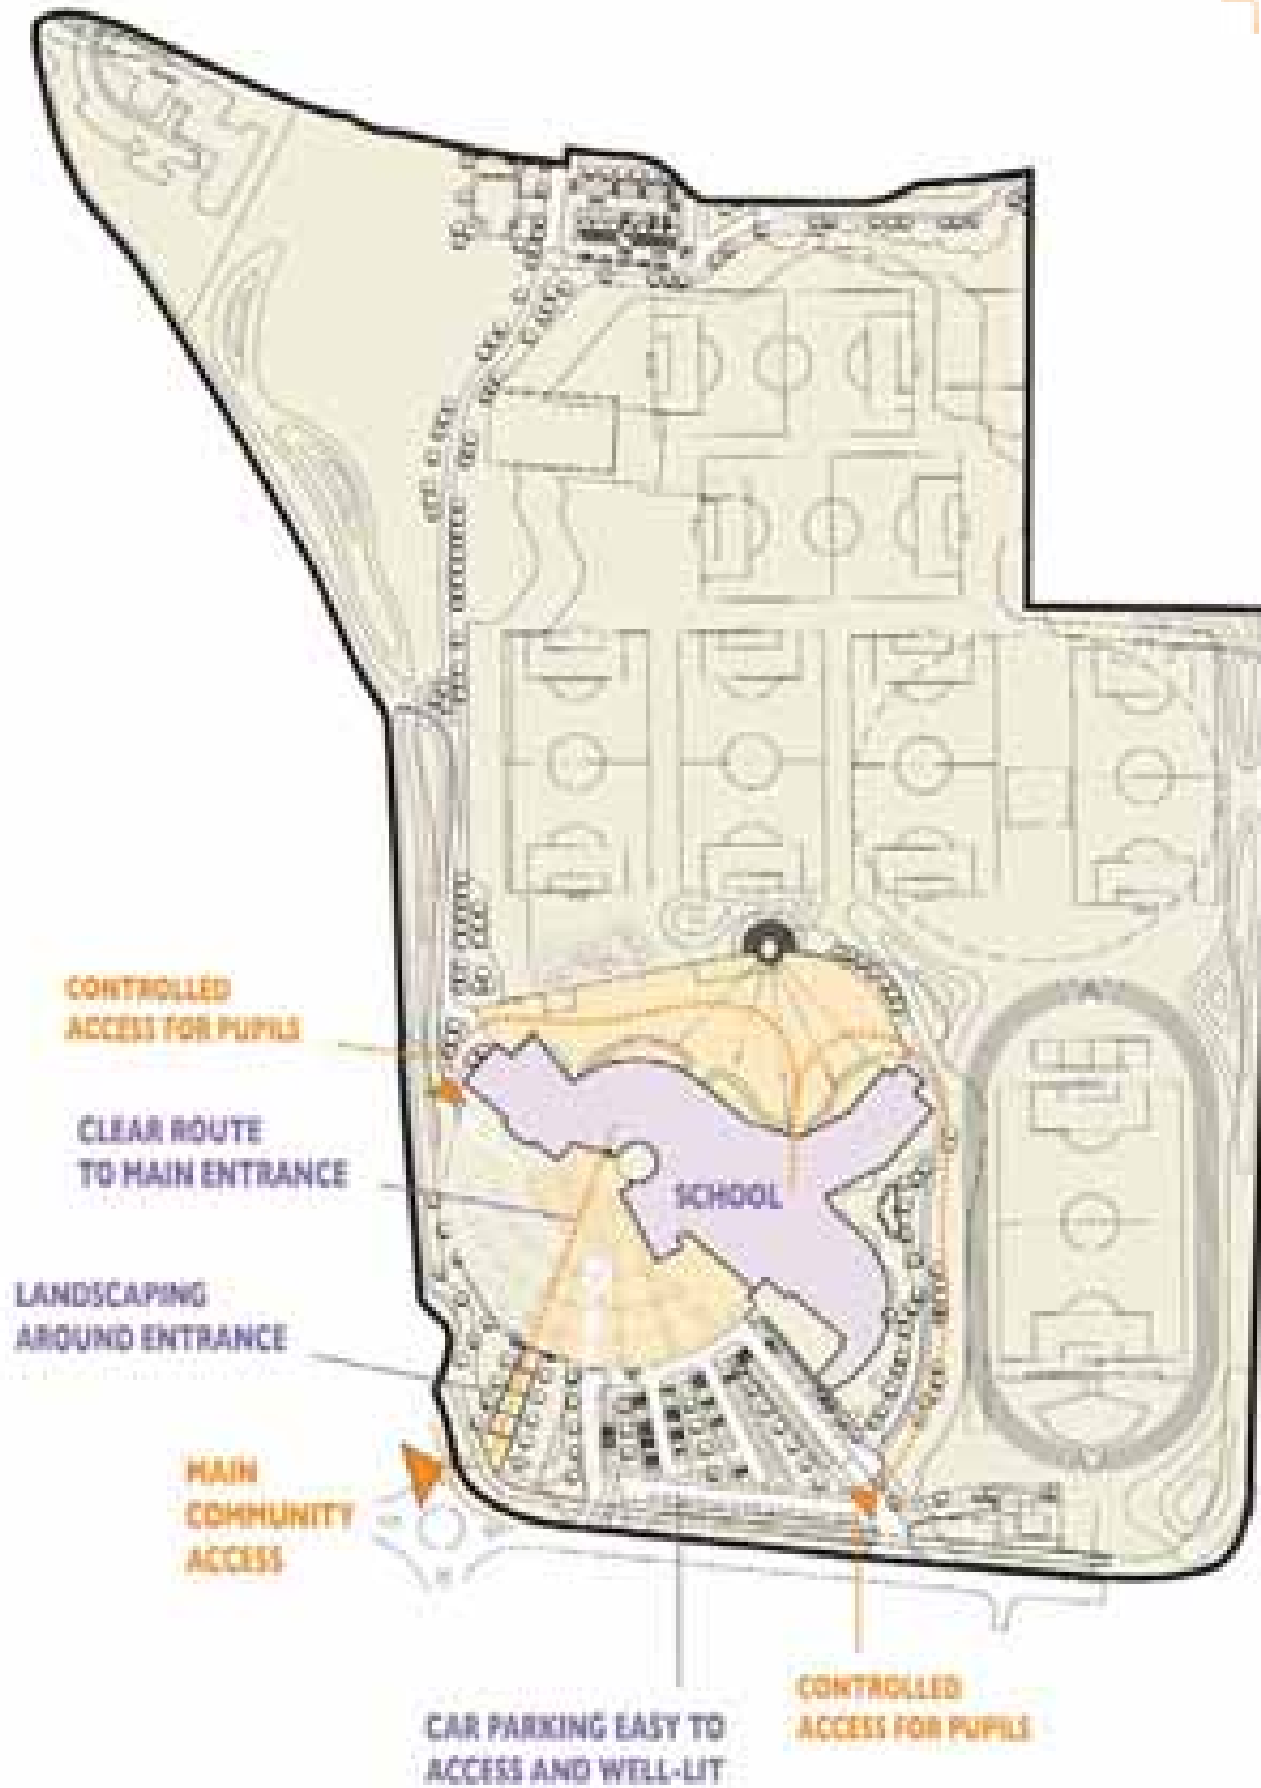 CONTROLLED
ACCESS FOR PUPILS
CLEAR ROUTE
TO MAIN ENTRANCE
SCHOOL
LANDSCAPING
AROUND ENTRANCE
MAIN
COMMUNITY
ACCESS
CONTROLLED
ACCESS FOR PUPILS
CAR PARKING EASY TO
ACCESS AND WELL-LIT